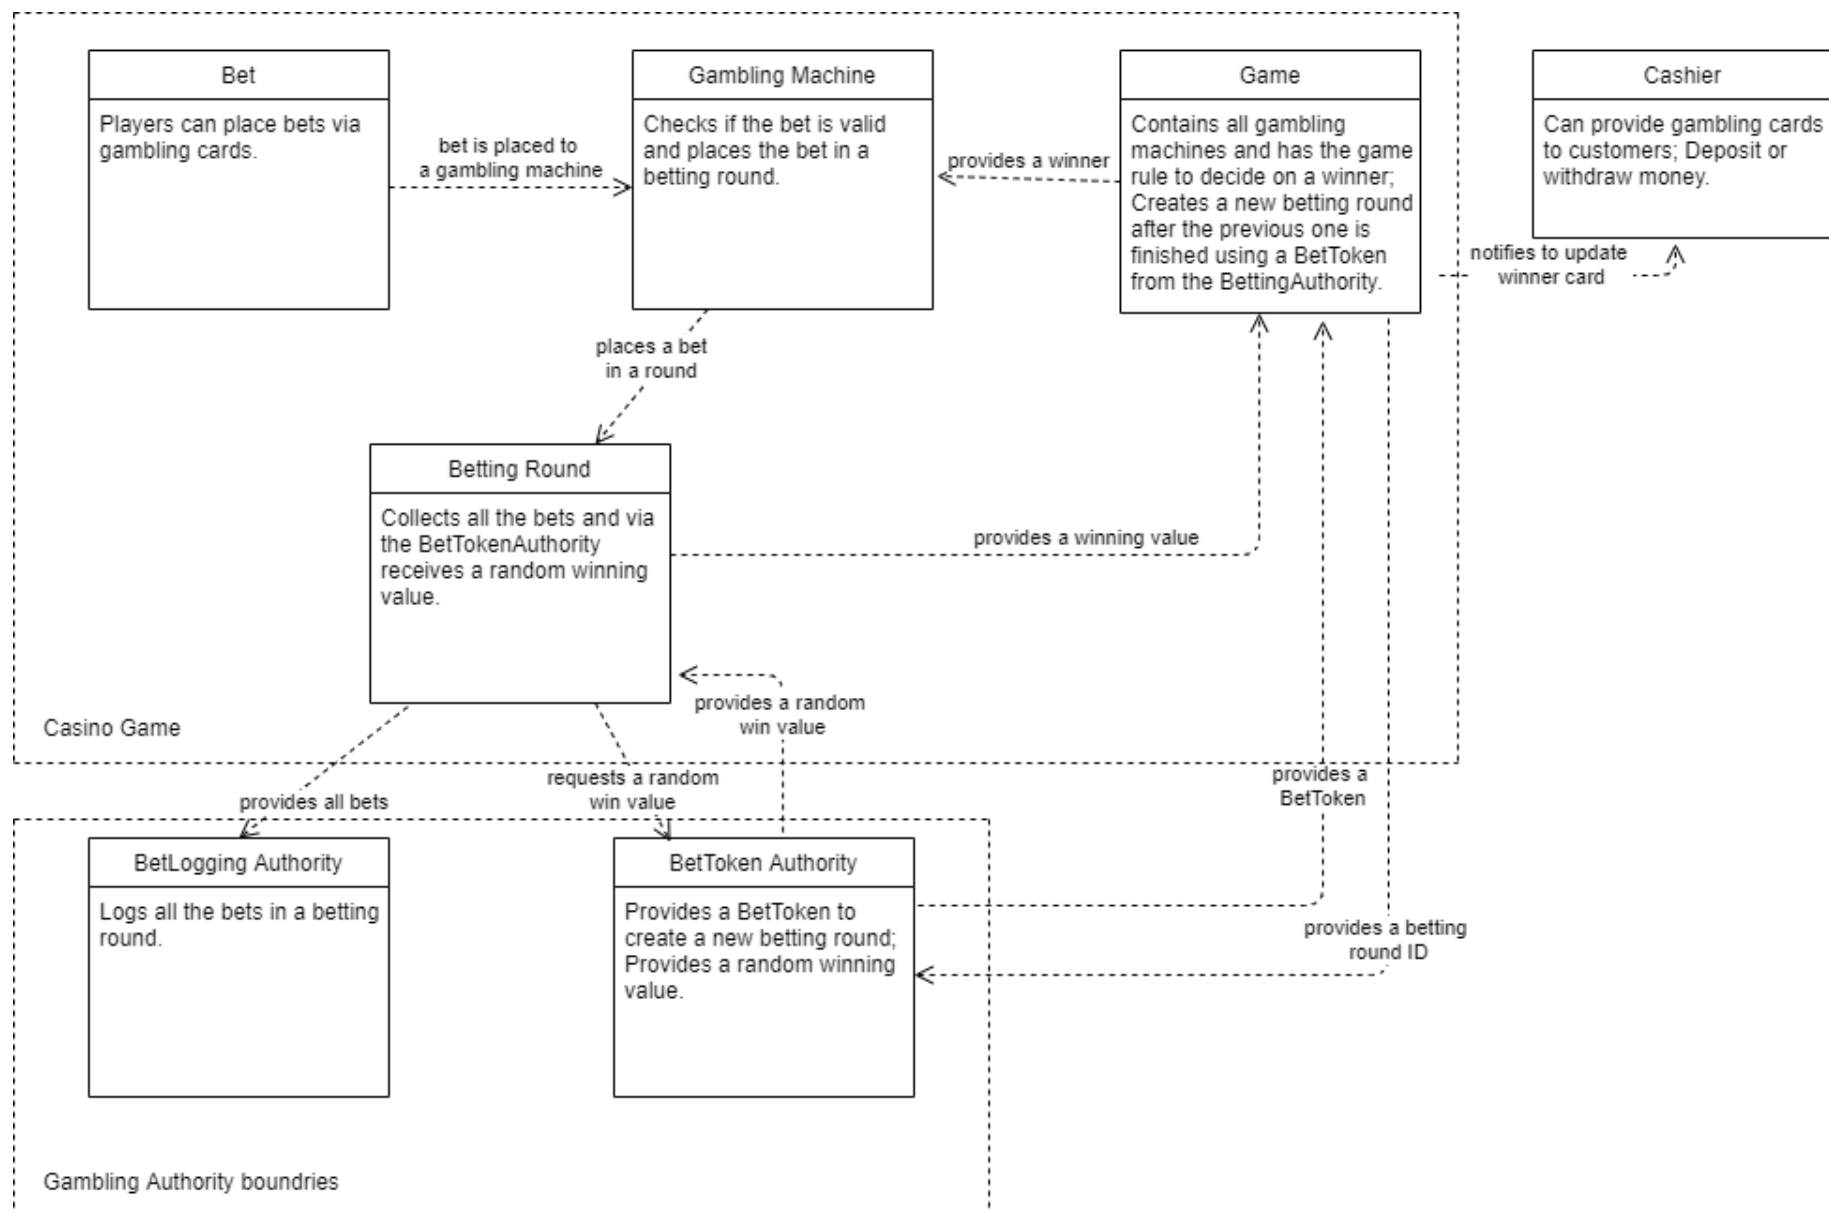 Bet
Players can place bets via
gambling cards.
bet is placed to
a gambling machine
Gambling Machine
Checks if the bet is valid
and places the bet in a
betting round.
provides a winner
Game
Contains all gambling
machines and has the game
rule to decide on a winner;
Creates a new betting round
after the previous one is
finished using a BetToken
from the BettingAuthority.
Cashier
Can provide gambling cards
to customers; Deposit or
withdraw money.
notifies to update
winner card
places a bet
in a round
Betting Round
Collects all the bets and via
the BetTokenAuthority
receives a random winning
value.
provides a winning value
provides a random
win value
Casino Game
requests a random
win value
provides all bets
provides a
BetToken
BetLogging Authority
Logs all the bets in a betting
round.
BetToken Authority
Provides a BetToken to
create a new betting round;
Provides a random winning
value.
provides a betting
round ID
Gambling Authority boundries